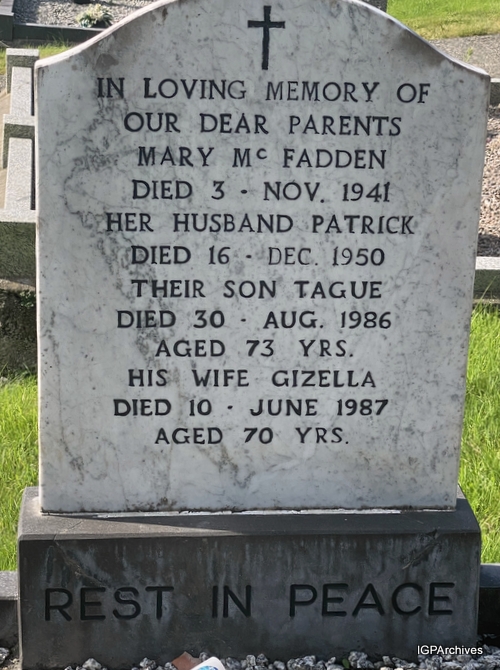 IN LOVING MEMORY OF
OUR DEAR PARENTS
MARY Mc FADDEN
DIED 3 - NOV. 1941
HER HUSBAND PATRICK
DIED 16 - DEC. 1950
THEIR SON TAGUE
DIED 30 - AUG. 1986
AGED 73 YRS.
HIS WIFE GIZELLA
DIED 10 - JUNE 1987
AGED 70 YRS.
REST IN PEACE
IGPArchives